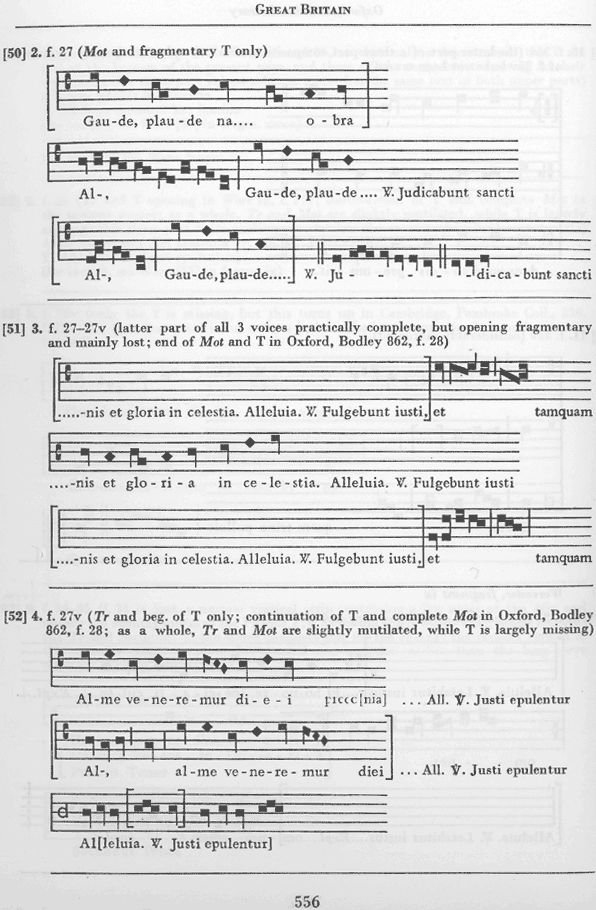 GREAT BRITAIN
[50] 2. f. 27 (Mot and fragmentary T only)
Gau-de, plau-de na.... o-bra
Al-, Gau-de, plau-de .... ℣. Judicabunt sancti
Al-, Gau-de, plau-de..... ℣. Ju - - - - - - - -di-ca-bunt sancti
[51] 3. f. 27–27v (latter part of all 3 voices practically complete, but opening fragmentary
and mainly lost; end of Mot and T in Oxford, Bodley 862, f. 28)
.....-nis et gloria in celestia. Alleluia. ℣. Fulgebunt iusti, et tamquam
....-nis et glo-ri-a in ce-le-stia. Alleluia. ℣. Fulgebunt iusti
....-nis et gloria in celestia. Alleluia. ℣. Fulgebunt iusti, et tamquam
[52] 4. f. 27v (Tr and beg. of T only; continuation of T and complete Mot in Oxford, Bodley
862, f. 28; as a whole, Tr and Mot are slightly mutilated, while T is largely missing)
Al-me ve-ne-re-mur di-e-i [nia] ... All. ℣. Justi epulentur
Al-, al-me ve-ne-re-mur diei ... All. ℣. Justi epulentur
d
Al[leluia. ℣. Justi epulentur]
556